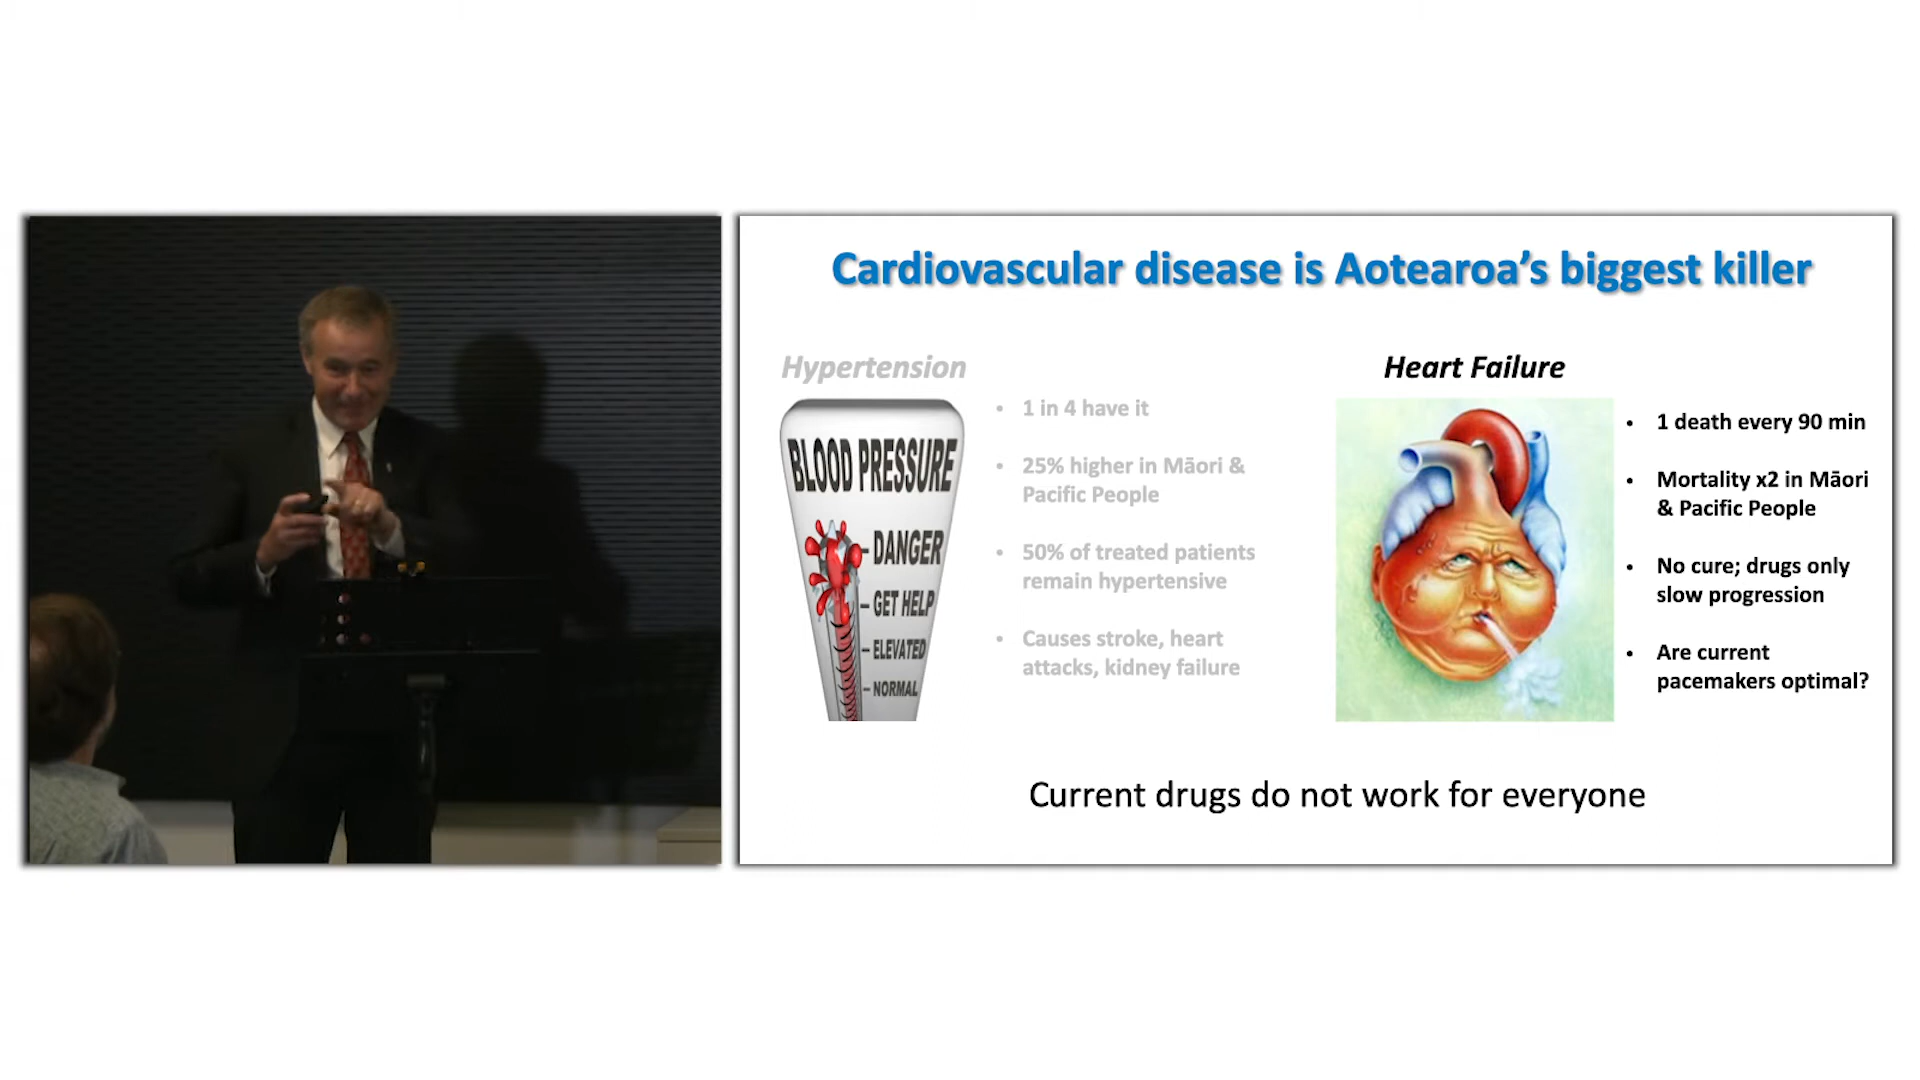 Cardiovascular disease is Aotearoa's biggest killer
Hypertension
BLOOD PRESSURE
DANGER
GET HELP
ELEVATED
NORMAL
• 1 in 4 have it
• 25% higher in Māori &
Pacific People
• 50% of treated patients
remain hypertensive
• Causes stroke, heart
attacks, kidney failure
Heart Failure
• 1 death every 90 min
• Mortality x2 in Māori
& Pacific People
• No cure; drugs only
slow progression
• Are current
pacemakers optimal?
Current drugs do not work for everyone